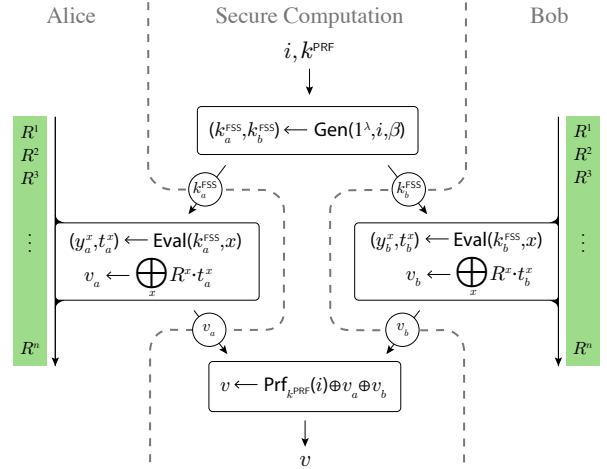 Alice Secure Computation Bob
i, k^PRF
(k_a^FSS, k_b^FSS) ⟵ Gen(1^λ, i, β)
R^1
R^2
R^3
⋮
R^n
R^1
R^2
R^3
⋮
R^n
k_a^FSS
k_b^FSS
(y_a^x, t_a^x) ⟵ Eval(k_a^FSS, x)
v_a ⟵ ⨁_x R^x · t_a^x
(y_b^x, t_b^x) ⟵ Eval(k_b^FSS, x)
v_b ⟵ ⨁_x R^x · t_b^x
v_a
v_b
v ⟵ Prf_{k^PRF}(i) ⊕ v_a ⊕ v_b
v